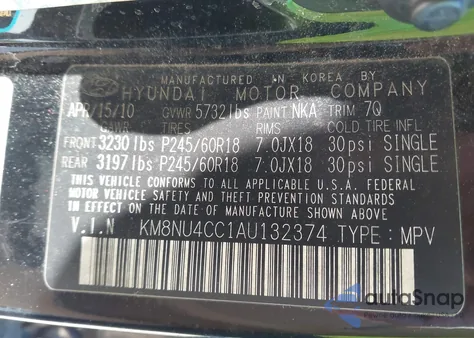 MANUFACTURED IN KOREA BY
HYUNDAI MOTOR COMPANY
APR/15/10 GVWR 5732lbs PAINT NKA TRIM 7Q
GAWR TIRES RIMS COLD TIRE INFL
FRONT 3230lbs P245/60R18 7.0JX18 30psi SINGLE
REAR 3197lbs P245/60R18 7.0JX18 30psi SINGLE
THIS VEHICLE CONFORMS TO ALL APPLICABLE U.S.A. FEDERAL
MOTOR VEHICLE SAFETY BUMPER AND THEFT PREVENTION STANDARDS
IN EFFECT ON THE DATE OF MANUFACTURE SHOWN ABOVE.
V.I.N KM8NU4CC1AU132374 TYPE: MPV
autoSnap